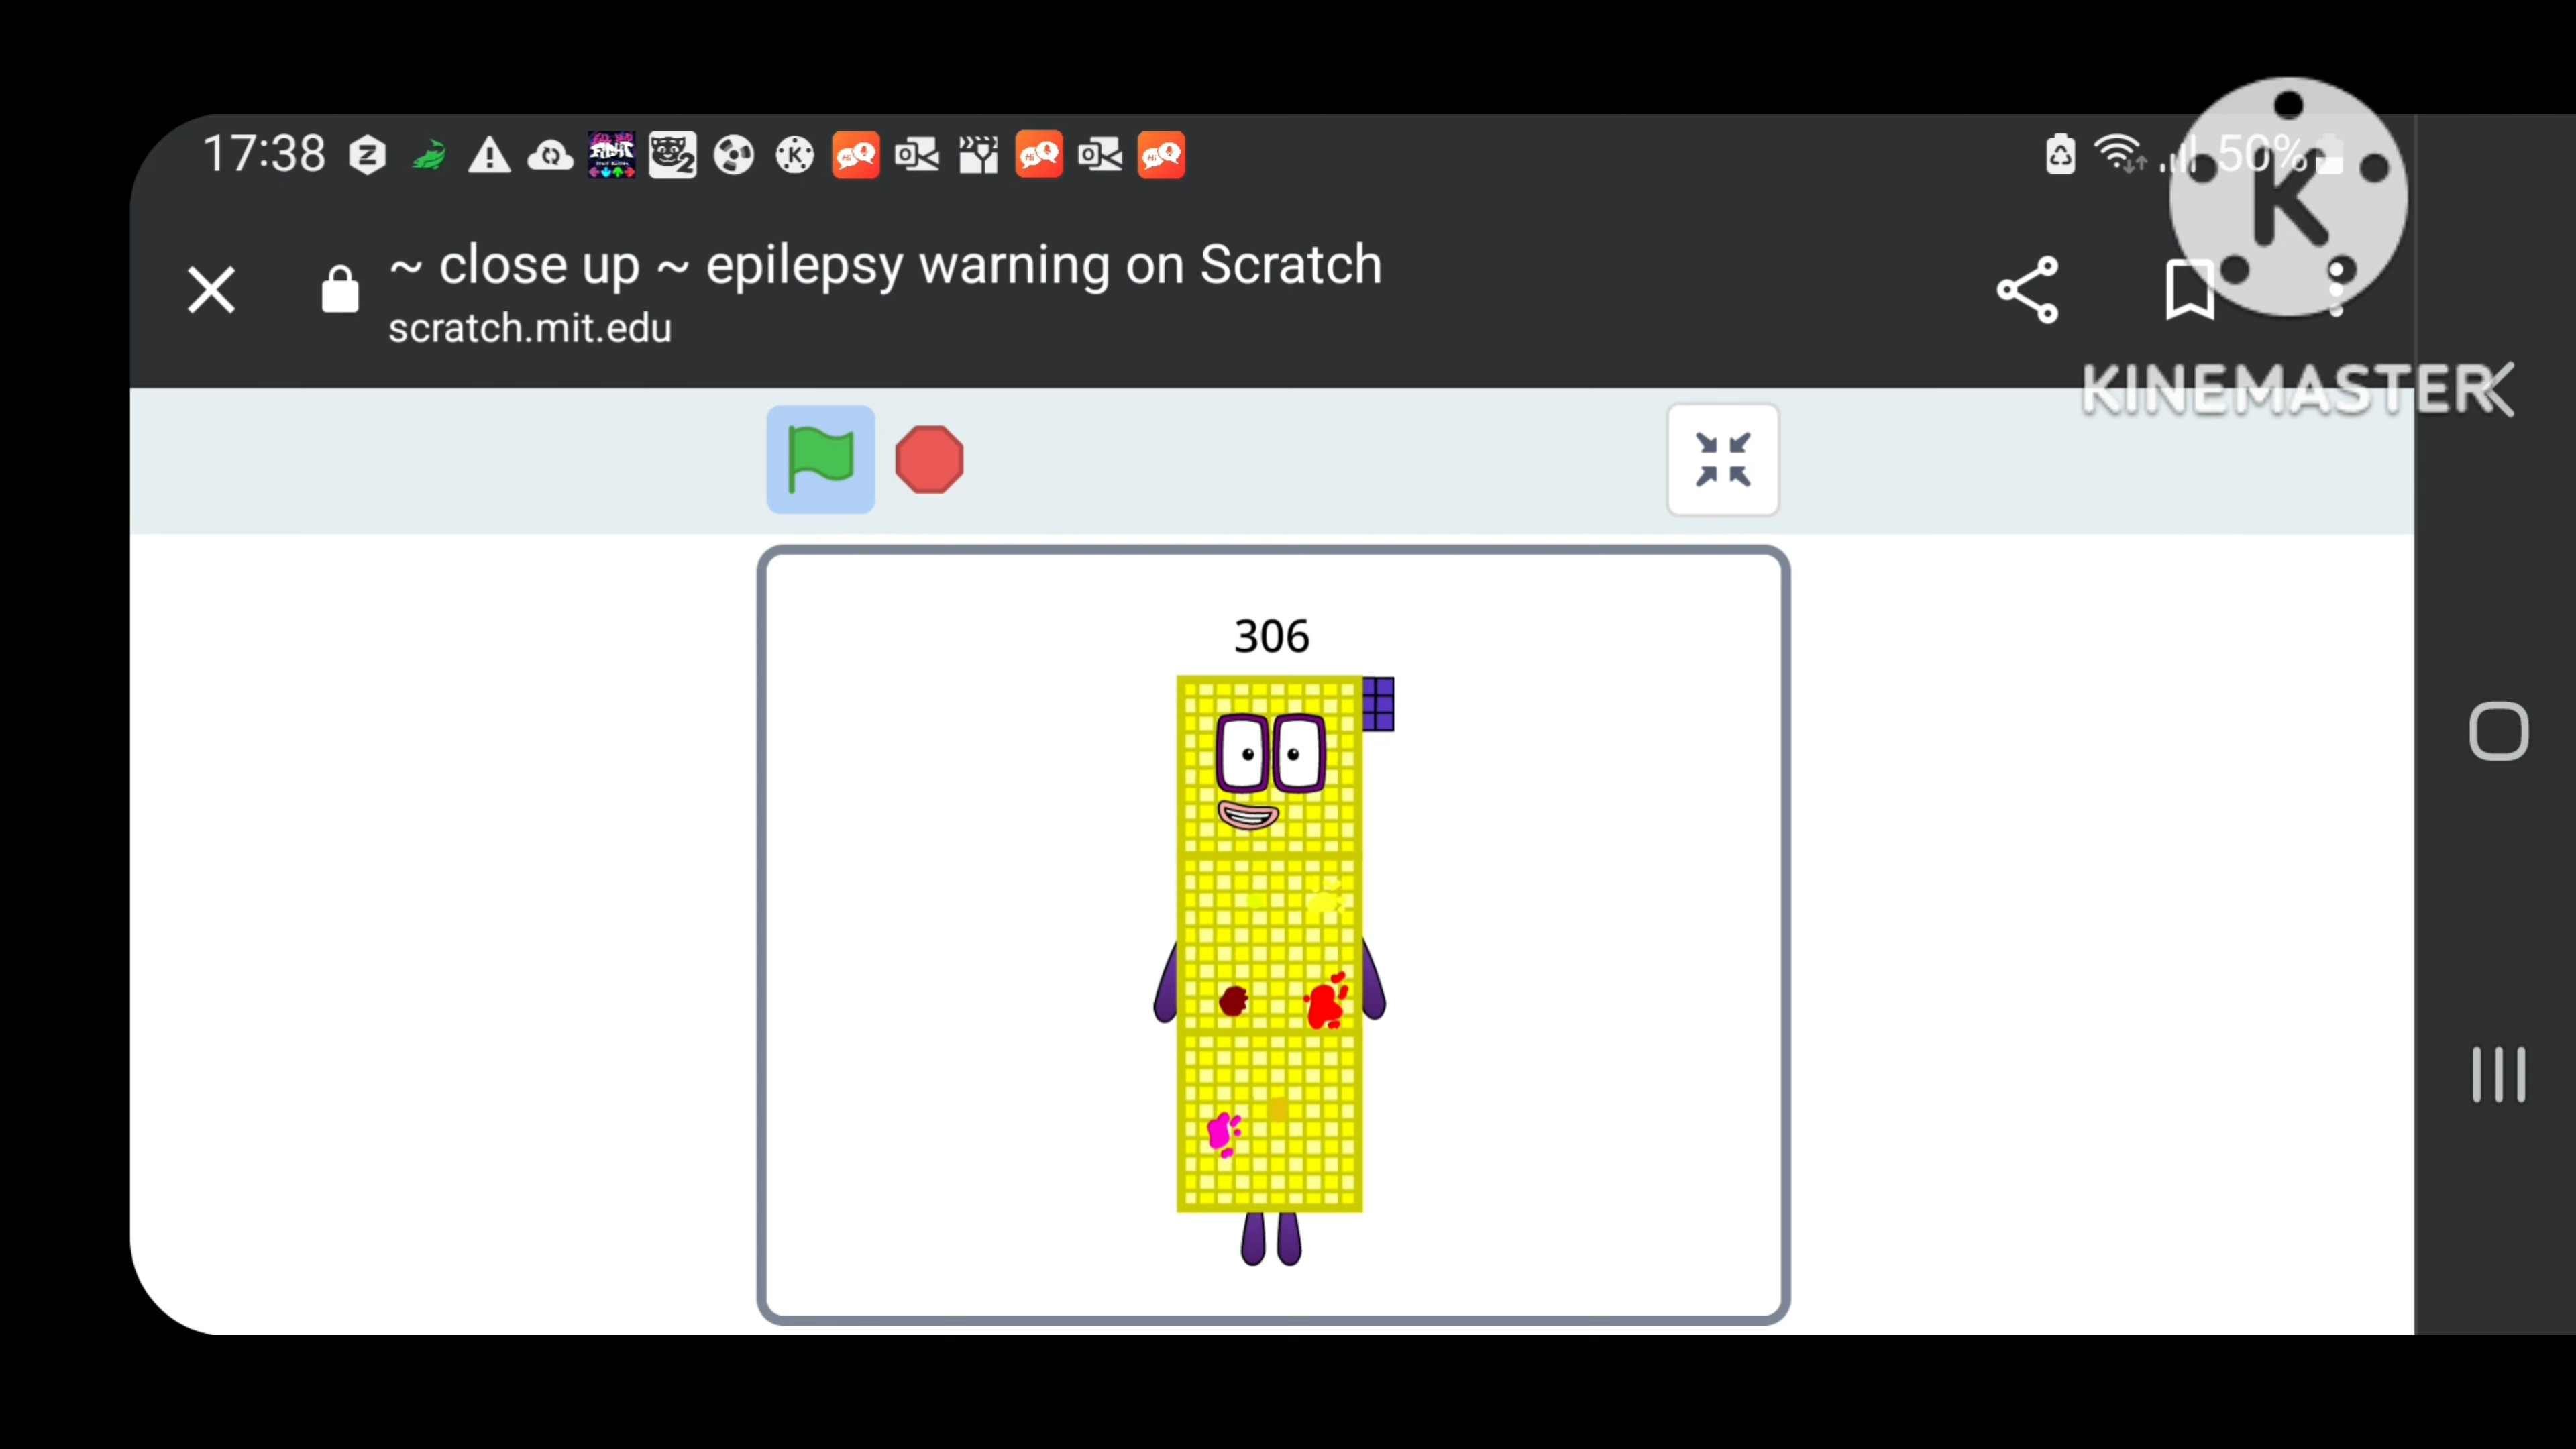 17:38
50%
~ close up ~ epilepsy warning on Scratch
scratch.mit.edu
K
KINEMASTER
306